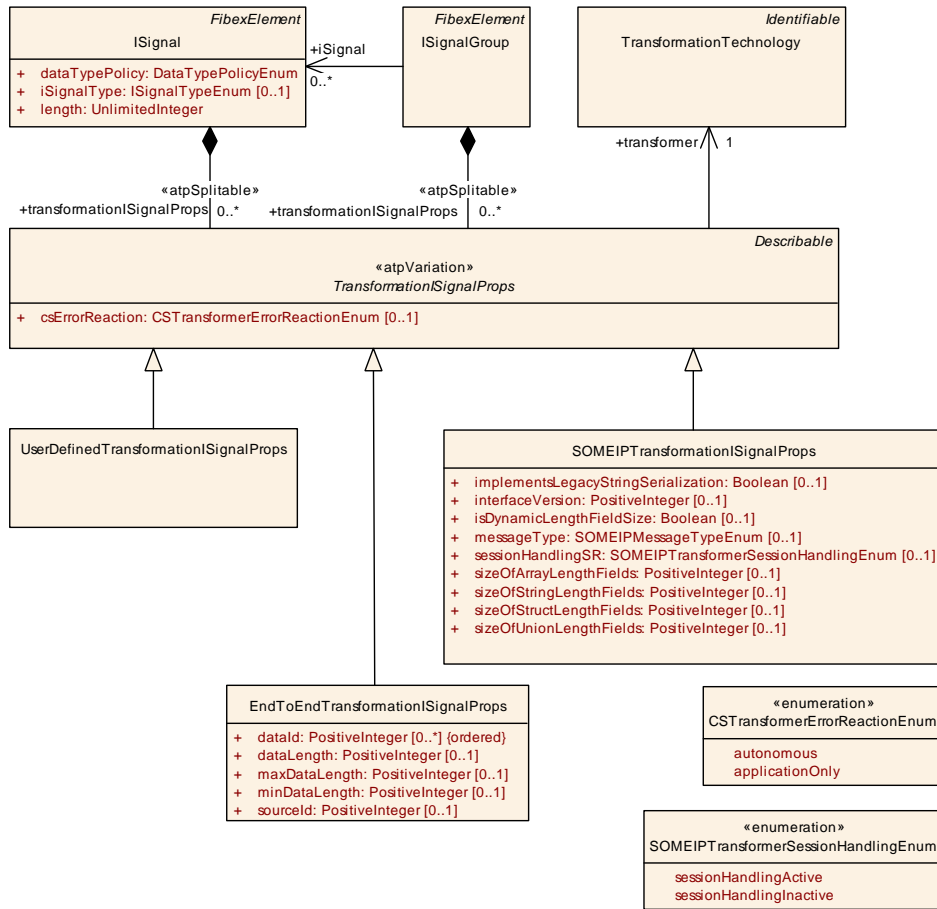 FibexElement
ISignal
+ dataTypePolicy: DataTypePolicyEnum
+ iSignalType: ISignalTypeEnum [0..1]
+ length: UnlimitedInteger
+iSignal
0..*
FibexElement
ISignalGroup
Identifiable
TransformationTechnology
+transformer 1
«atpSplitable»
+transformationISignalProps 0..*
«atpSplitable»
+transformationISignalProps 0..*
Describable
«atpVariation»
TransformationISignalProps
+ csErrorReaction: CSTransformerErrorReactionEnum [0..1]
UserDefinedTransformationISignalProps
SOMEIPTransformationISignalProps
+ implementsLegacyStringSerialization: Boolean [0..1]
+ interfaceVersion: PositiveInteger [0..1]
+ isDynamicLengthFieldSize: Boolean [0..1]
+ messageType: SOMEIPMessageTypeEnum [0..1]
+ sessionHandlingSR: SOMEIPTransformerSessionHandlingEnum [0..1]
+ sizeOfArrayLengthFields: PositiveInteger [0..1]
+ sizeOfStringLengthFields: PositiveInteger [0..1]
+ sizeOfStructLengthFields: PositiveInteger [0..1]
+ sizeOfUnionLengthFields: PositiveInteger [0..1]
EndToEndTransformationISignalProps
+ dataId: PositiveInteger [0..*] {ordered}
+ dataLength: PositiveInteger [0..1]
+ maxDataLength: PositiveInteger [0..1]
+ minDataLength: PositiveInteger [0..1]
+ sourceId: PositiveInteger [0..1]
«enumeration»
CSTransformerErrorReactionEnum
autonomous
applicationOnly
«enumeration»
SOMEIPTransformerSessionHandlingEnum
sessionHandlingActive
sessionHandlingInactive